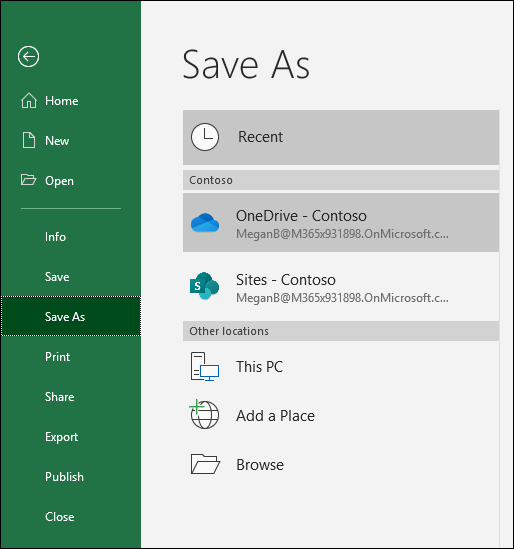 Home
New
Open
Info
Save
Save As
Print
Share
Export
Publish
Close
Save As
Recent
Contoso
OneDrive - Contoso
MeganB@M365x931898.OnMicrosoft.c...
Sites - Contoso
MeganB@M365x931898.OnMicrosoft.c...
Other locations
This PC
Add a Place
Browse